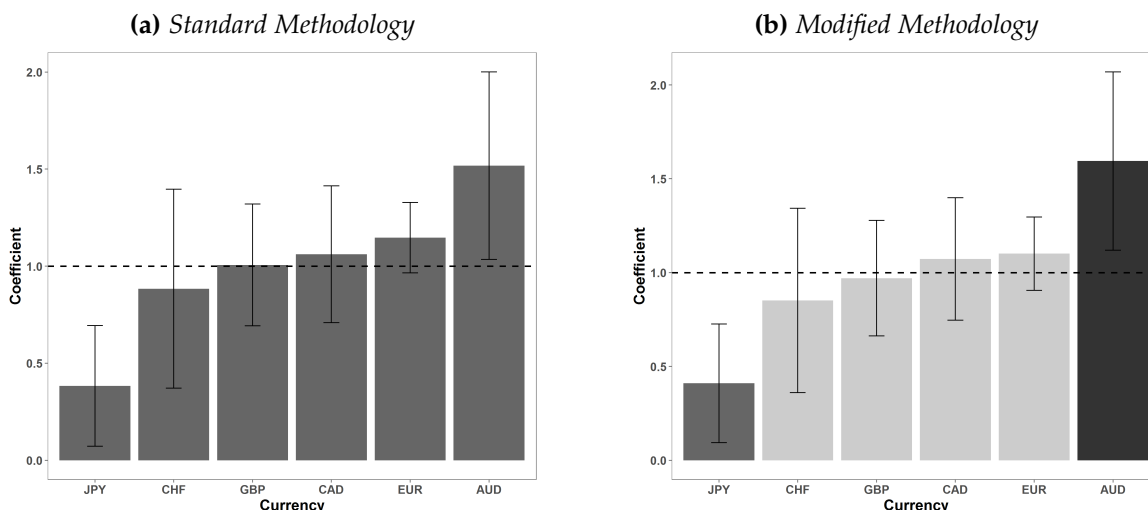 (a) Standard Methodology
2.0
1.5
1.0
0.5
0.0
Coefficient
JPY CHF GBP CAD EUR AUD
Currency
(b) Modified Methodology
2.0
1.5
1.0
0.5
0.0
Coefficient
JPY CHF GBP CAD EUR AUD
Currency